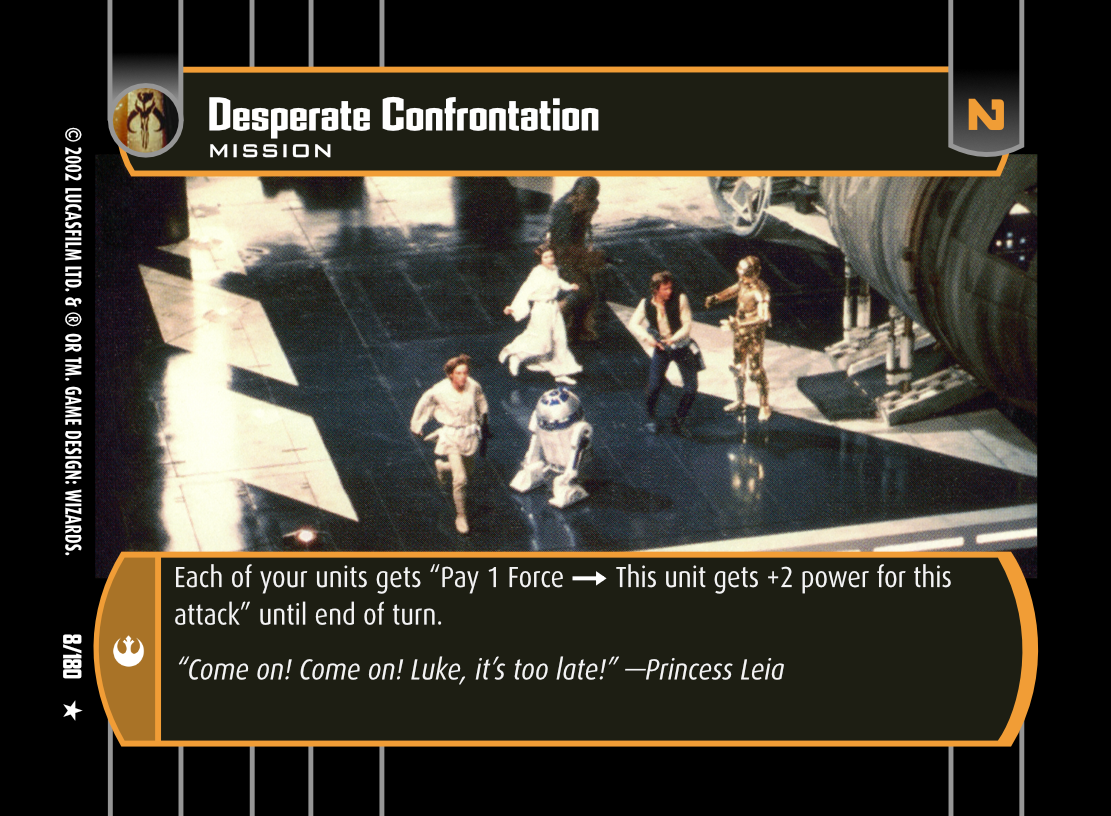 Desperate Confrontation
MISSION
2
Each of your units gets “Pay 1 Force → This unit gets +2 power for this
attack” until end of turn.
“Come on! Come on! Luke, it’s too late!” —Princess Leia
© 2002 LUCASFILM LTD. & ® OR TM. GAME DESIGN: WIZARDS.
8/180 ★